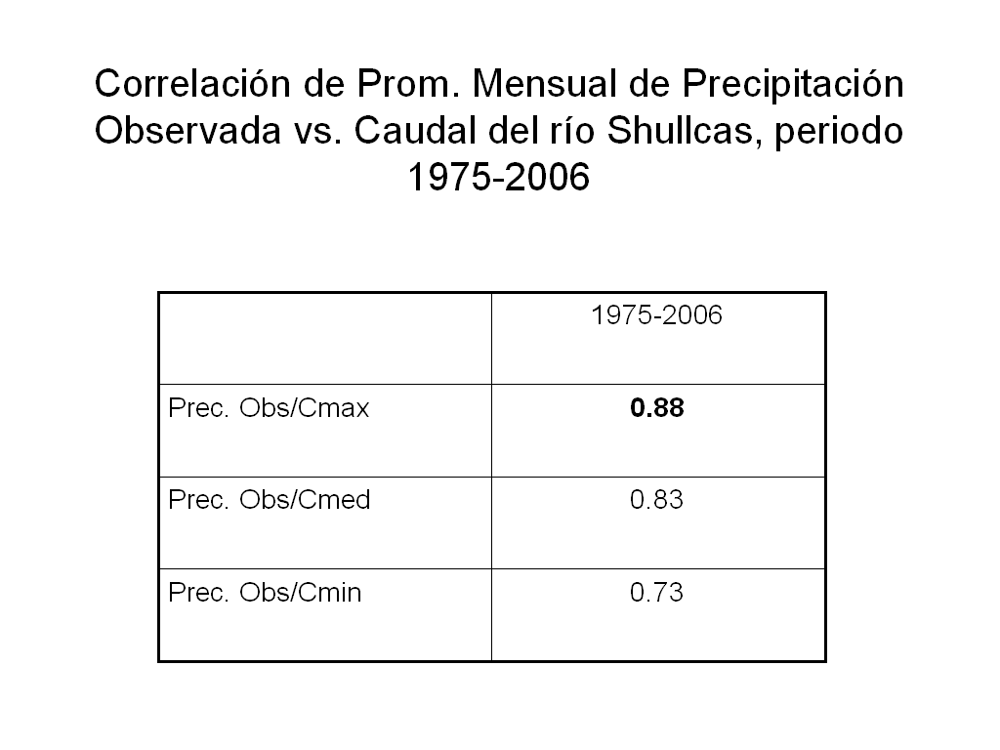 Correlación de Prom. Mensual de Precipitación
Observada vs. Caudal del río Shullcas, periodo
1975-2006
1975-2006
Prec. Obs/Cmax 0.88
Prec. Obs/Cmed 0.83
Prec. Obs/Cmin 0.73